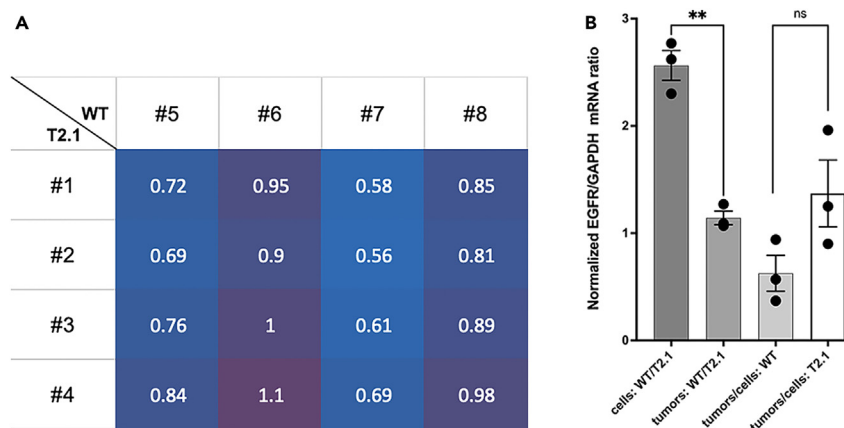 A
WT
T2.1
#5 #6 #7 #8
#1 0.72 0.95 0.58 0.85
#2 0.69 0.9 0.56 0.81
#3 0.76 1 0.61 0.89
#4 0.84 1.1 0.69 0.98
B
Normalized EGFR/GAPDH mRNA ratio
3
2
1
0
**
ns
cells: WT/T2.1
tumors: WT/T2.1
tumors/cells: WT
tumors/cells: T2.1